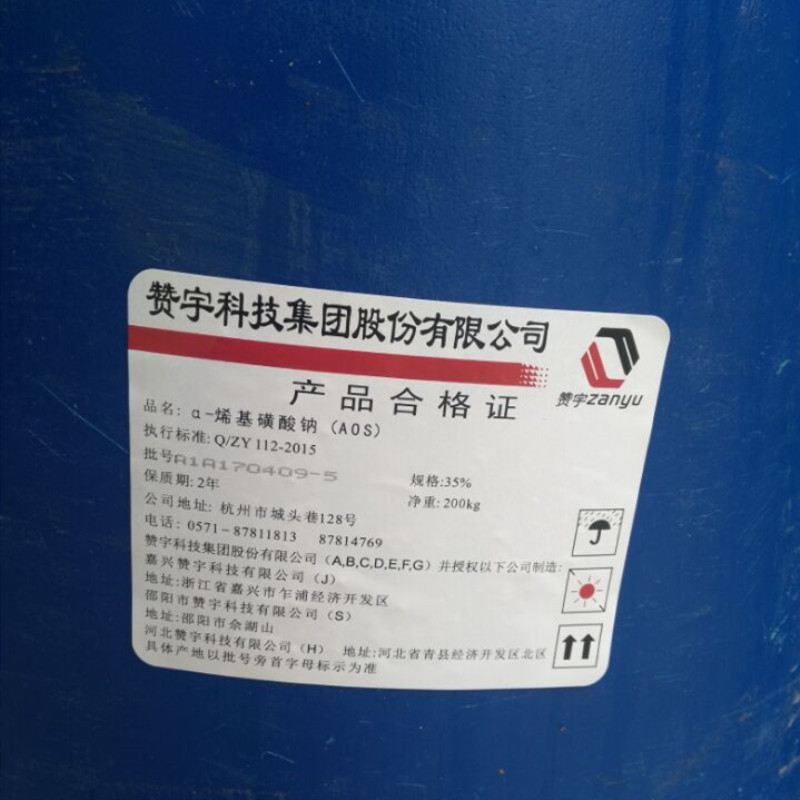 赞宇科技集团股份有限公司
赞宇zanyu
产品合格证
品名: α-烯基磺酸钠 (AOS)
执行标准: Q/ZY 112-2015
批号A1A170409-5 规格:35%
保质期: 2年 净重: 200kg
公司地址: 杭州市城头巷128号
电话: 0571-87811813 87814769
赞宇科技集团股份有限公司 (A,B,C,D,E,F,G) 并授权以下公司制造:
嘉兴赞宇科技有限公司 (J)
地址:浙江省嘉兴市乍浦经济开发区
邵阳市赞宇科技有限公司 (S)
地址:邵阳市佘湖山
河北赞宇科技有限公司 (H) 地址:河北省青县经济开发区北区
具体产地以批号旁首字母标示为准